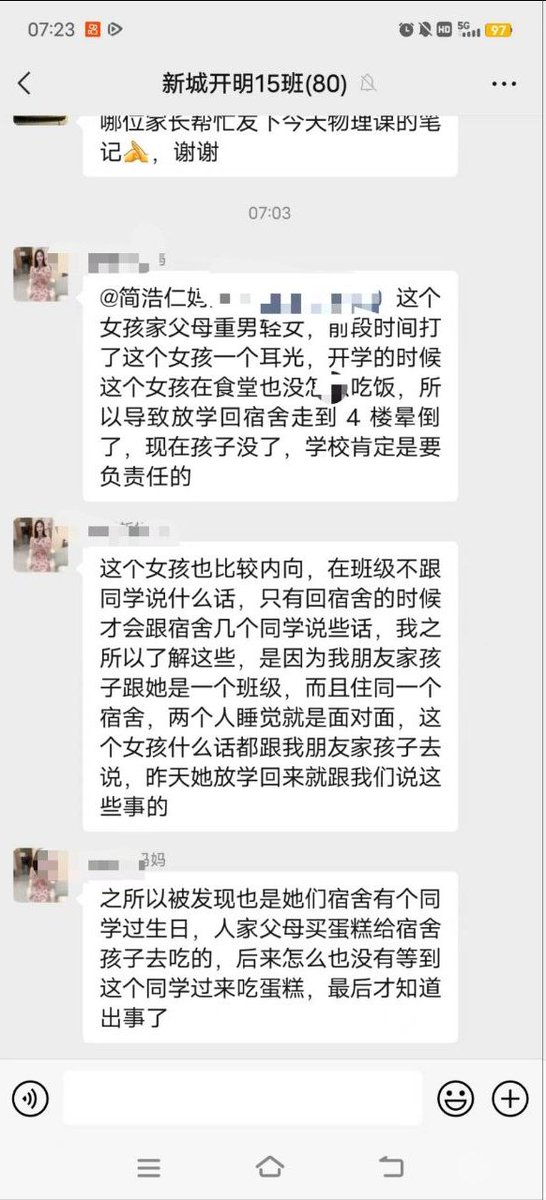 07:23
HD
5G
97
新城开明15班(80)
哪位家长帮忙发下今天物理课的笔
记🙏，谢谢
07:03
@简浩仁妈 ）这个
女孩家父母重男轻女，前段时间打
了这个女孩一个耳光，开学的时候
这个女孩在食堂也没怎 吃饭，所
以导致放学回宿舍走到 4 楼晕倒
了，现在孩子没了，学校肯定是要
负责任的
这个女孩也比较内向，在班级不跟
同学说什么话，只有回宿舍的时候
才会跟宿舍几个同学说些话，我之
所以了解这些，是因为我朋友家孩
子跟她是一个班级，而且住同一个
宿舍，两个人睡觉就是面对面，这
个女孩什么话都跟我朋友家孩子去
说，昨天她放学回来就跟我们说这
些事的
妈妈
之所以被发现也是她们宿舍有个同
学过生日，人家父母买蛋糕给宿舍
孩子去吃的，后来怎么也没有等到
这个同学过来吃蛋糕，最后才知道
出事了